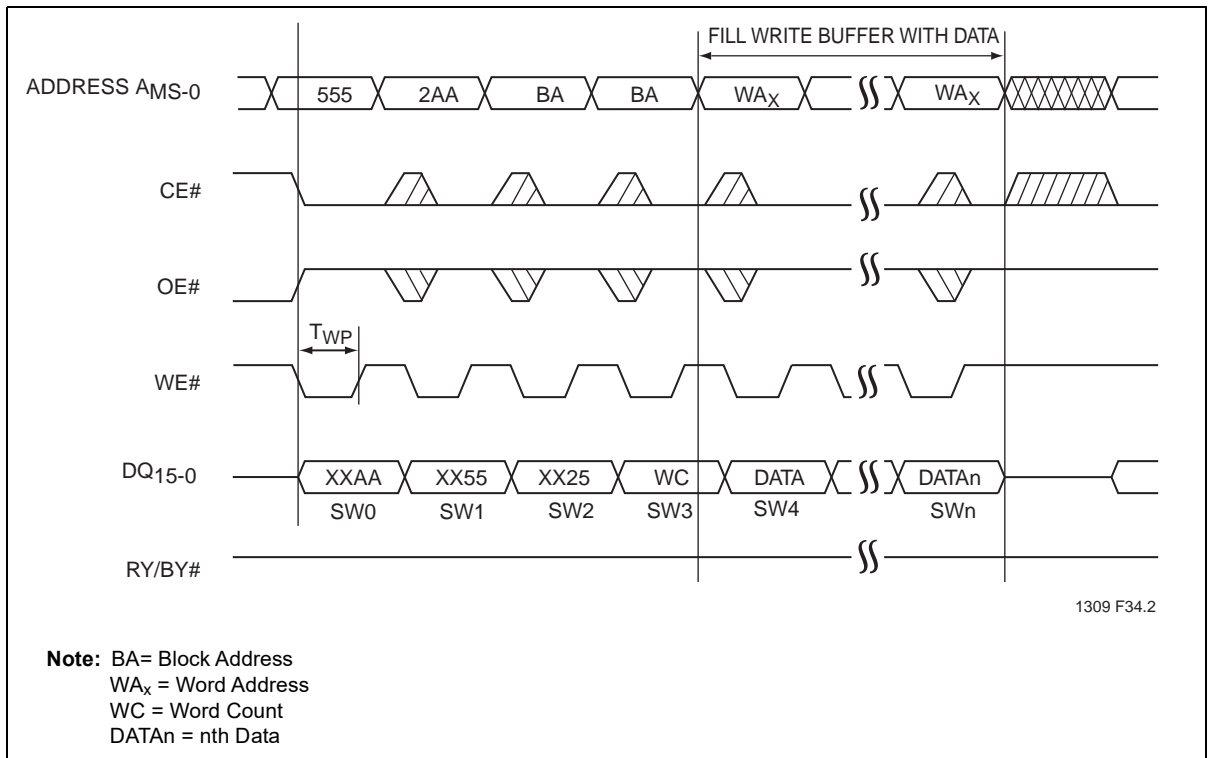 FILL WRITE BUFFER WITH DATA
ADDRESS AMS-0 555 2AA BA BA WAX WAX
CE#
OE#
TWP
WE#
DQ15-0 XXAA XX55 XX25 WC DATA DATAn
SW0 SW1 SW2 SW3 SW4 SWn
RY/BY#
1309 F34.2
Note: BA= Block Address
WAx = Word Address
WC = Word Count
DATAn = nth Data